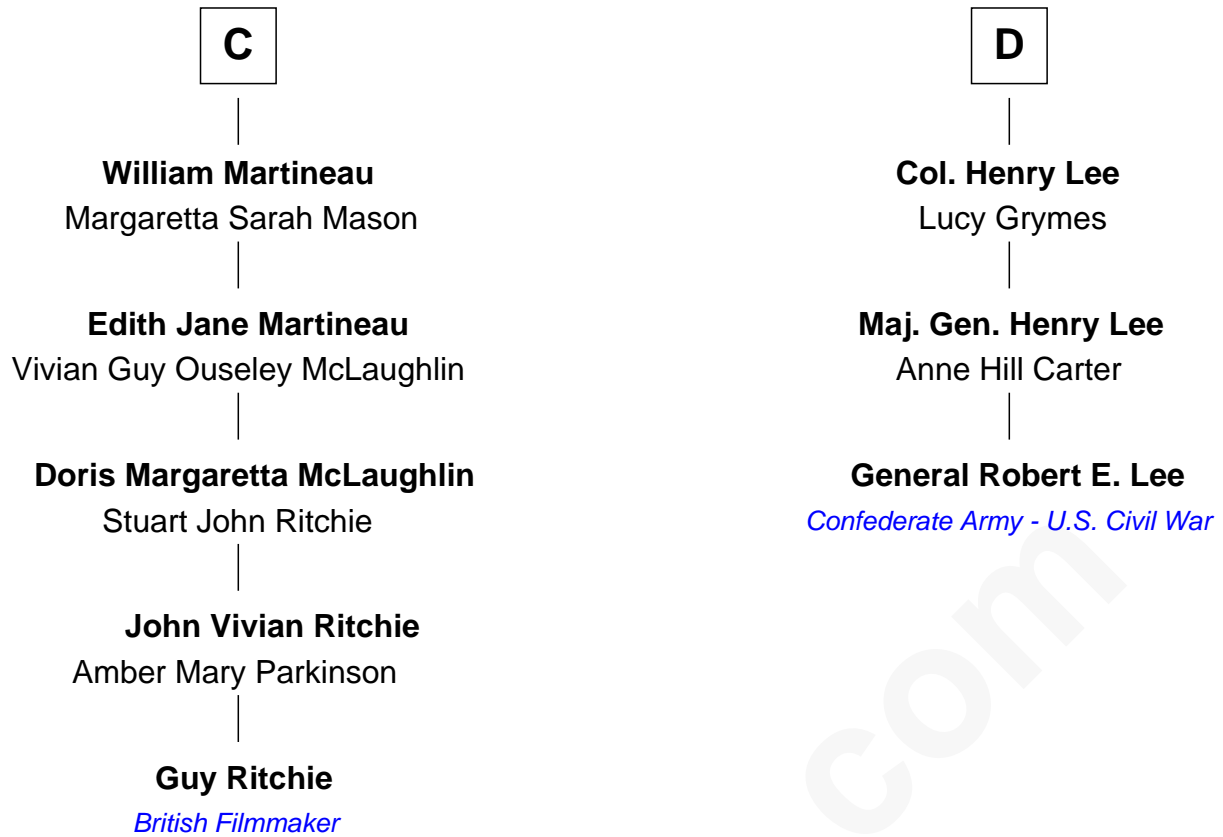 C
William Martineau
Margaretta Sarah Mason
Edith Jane Martineau
Vivian Guy Ouseley McLaughlin
Doris Margaretta McLaughlin
Stuart John Ritchie
John Vivian Ritchie
Amber Mary Parkinson
Guy Ritchie
British Filmmaker
D
Col. Henry Lee
Lucy Grymes
Maj. Gen. Henry Lee
Anne Hill Carter
General Robert E. Lee
Confederate Army - U.S. Civil War
com